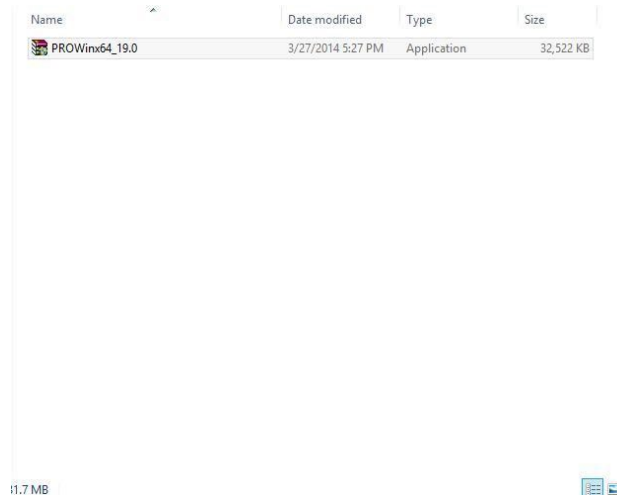 Name Date modified Type Size
PROWinx64_19.0 3/27/2014 5:27 PM Application 32,522 KB
31.7 MB